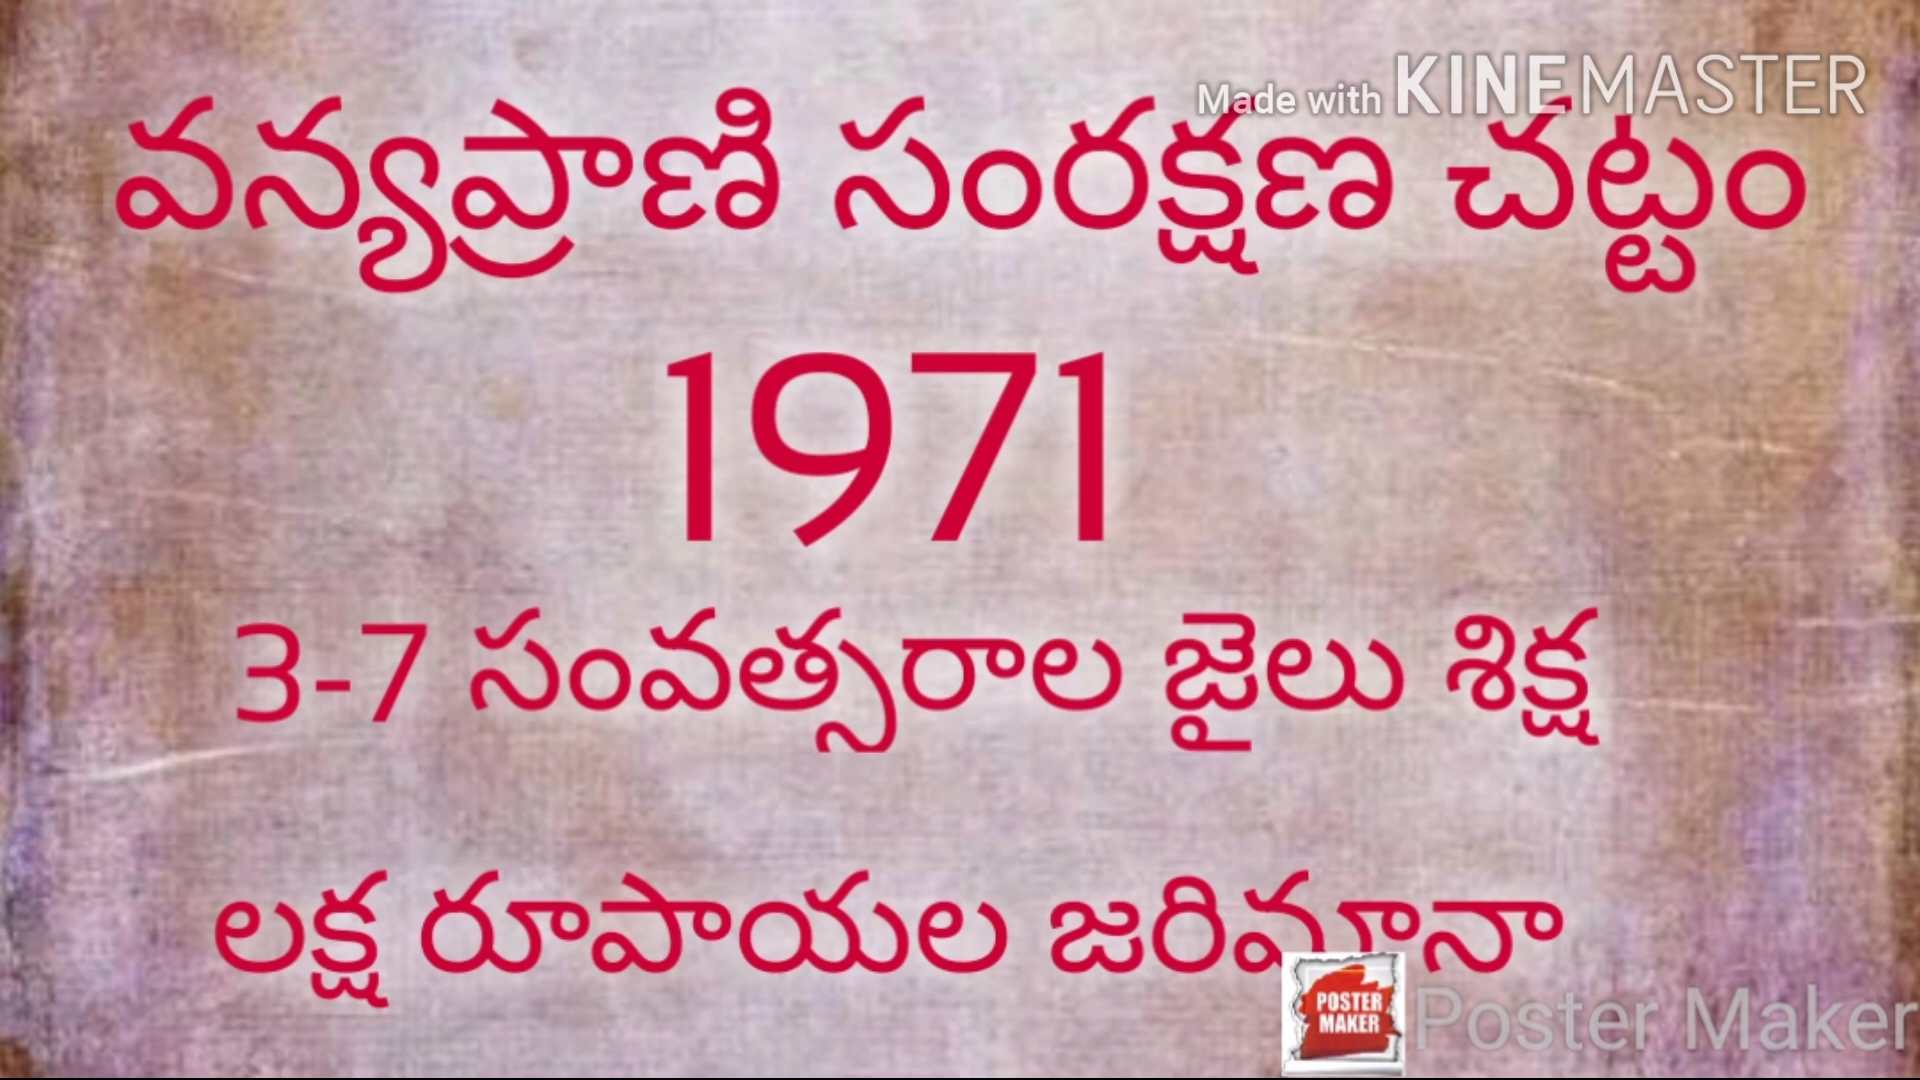 Made with KINEMASTER
వన్యప్రాణి సంరక్షణ చట్టం
1971
3-7 సంవత్సరాల జైలు శిక్ష
లక్ష రూపాయల జరిమానా
POSTER
MAKER
Poster Maker